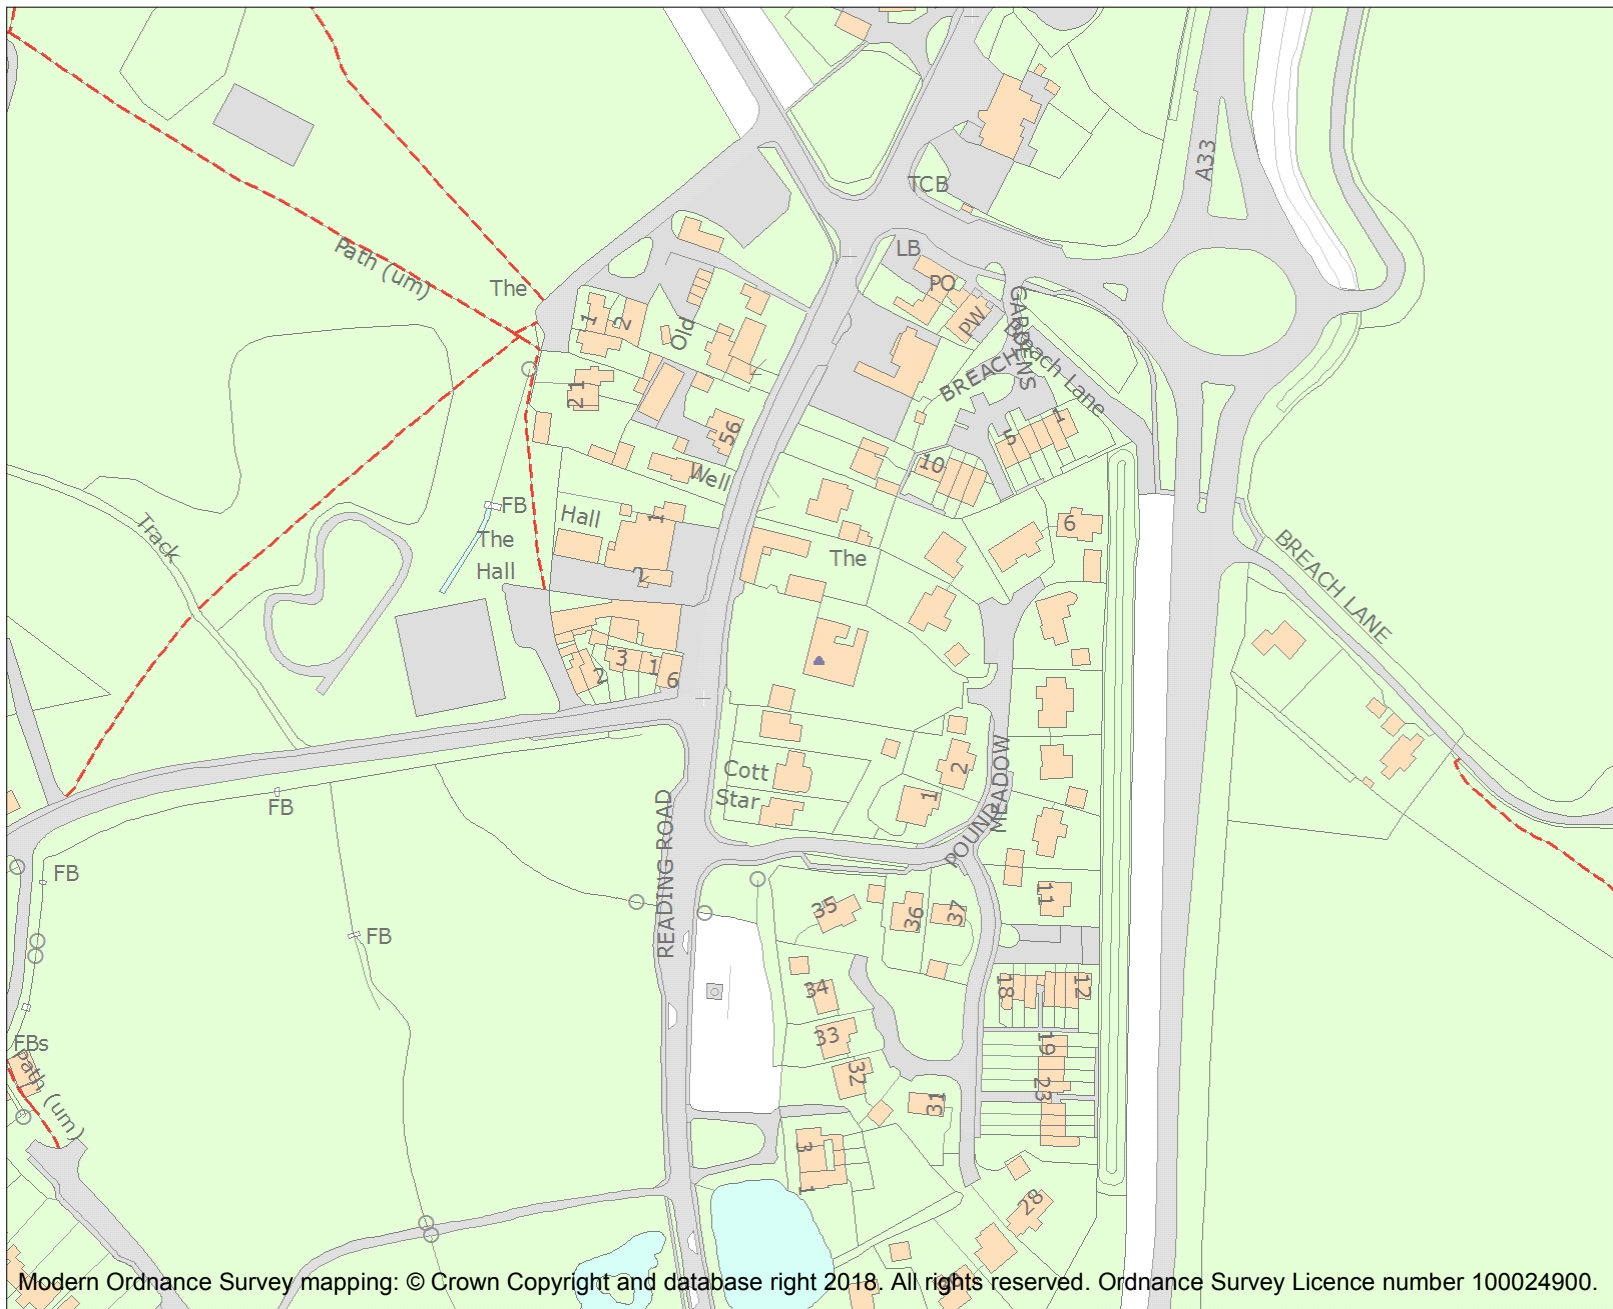 A33
TCB
LB
PO
PW
Path (um)
The
1
2
Old
GARDENS
BREACH
Breach Lane
21
56
5
1
10
Well
FB
Hall
1
The
Hall
2
The
6
Track
BREACH LANE
3
1
2
6
Cott
Star
2
1
MEADOW
POUND
READING ROAD
FB
FB
FB
35
36
37
11
34
18
12
33
32
19
23
31
FBs
Path (um)
3
1
28
Modern Ordnance Survey mapping: © Crown Copyright and database right 2018. All rights reserved. Ordnance Survey Licence number 100024900.